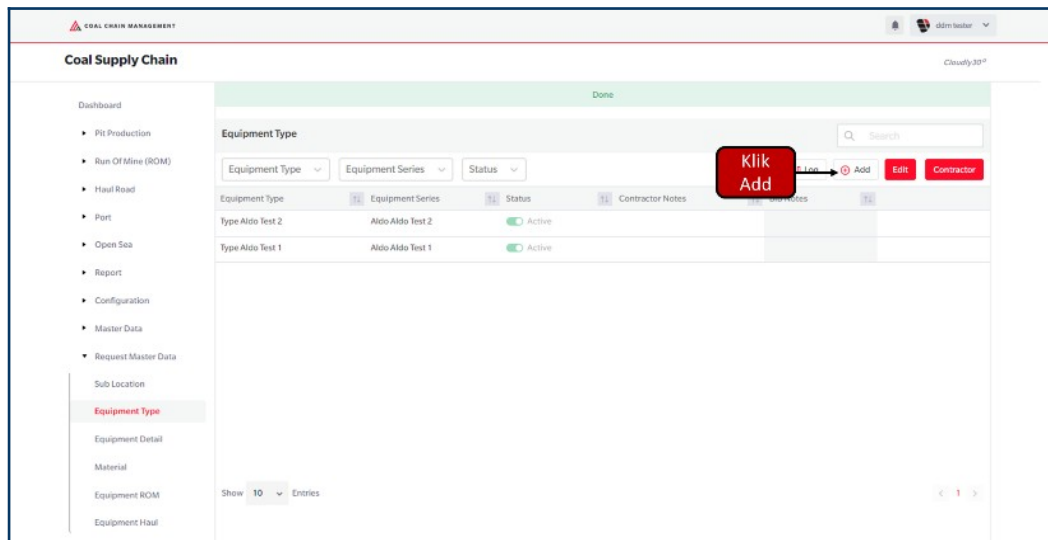 COAL CHAIN MANAGEMENT
ddm tester
Coal Supply Chain
Cloudly30°
Dashboard
Pit Production
Run Of Mine (ROM)
Haul Road
Port
Open Sea
Report
Configuration
Master Data
Request Master Data
Sub Location
Equipment Type
Equipment Detail
Material
Equipment ROM
Equipment Haul
Done
Equipment Type
Search
Equipment Type
Equipment Series
Status
Klik
Add
Log
Add
Edit
Contractor
Equipment Type
Equipment Series
Status
Contractor Notes
Notes
Type Aldo Test 2
Aldo Aldo Test 2
Active
Type Aldo Test 1
Aldo Aldo Test 1
Active
Show 10 Entries
< 1 >